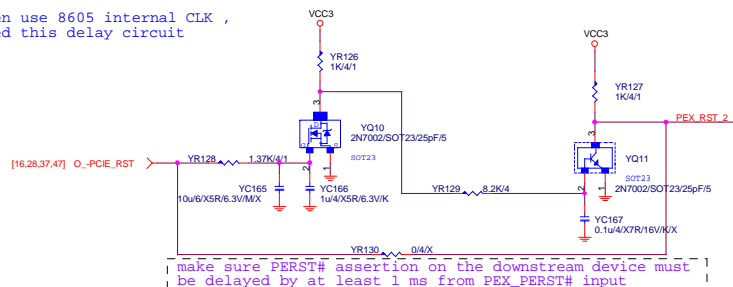 en use 8605 internal CLK ,
ed this delay circuit
VCC3
VCC3
YR126
1K/4/1
YR127
1K/4/1
3
D
G
S
YQ10
2N7002/SOT23/25pF/5
SOT23
2
1
PEX_RST_2
3
YQ11
SOT23
2N7002/SOT23/25pF/5
2
1
[16,28,37,47] O_-PCIE_RST
YR128
1.37K/4/1
YC165
10u/6/X5R/6.3V/M/X
YC166
1u/4/X5R/6.3V/K
YR129
8.2K/4
YC167
0.1u/4/X7R/16V/K/X
YR130
0/4/X
make sure PERST# assertion on the downstream device must
be delayed by at least 1 ms from PEX_PERST# input